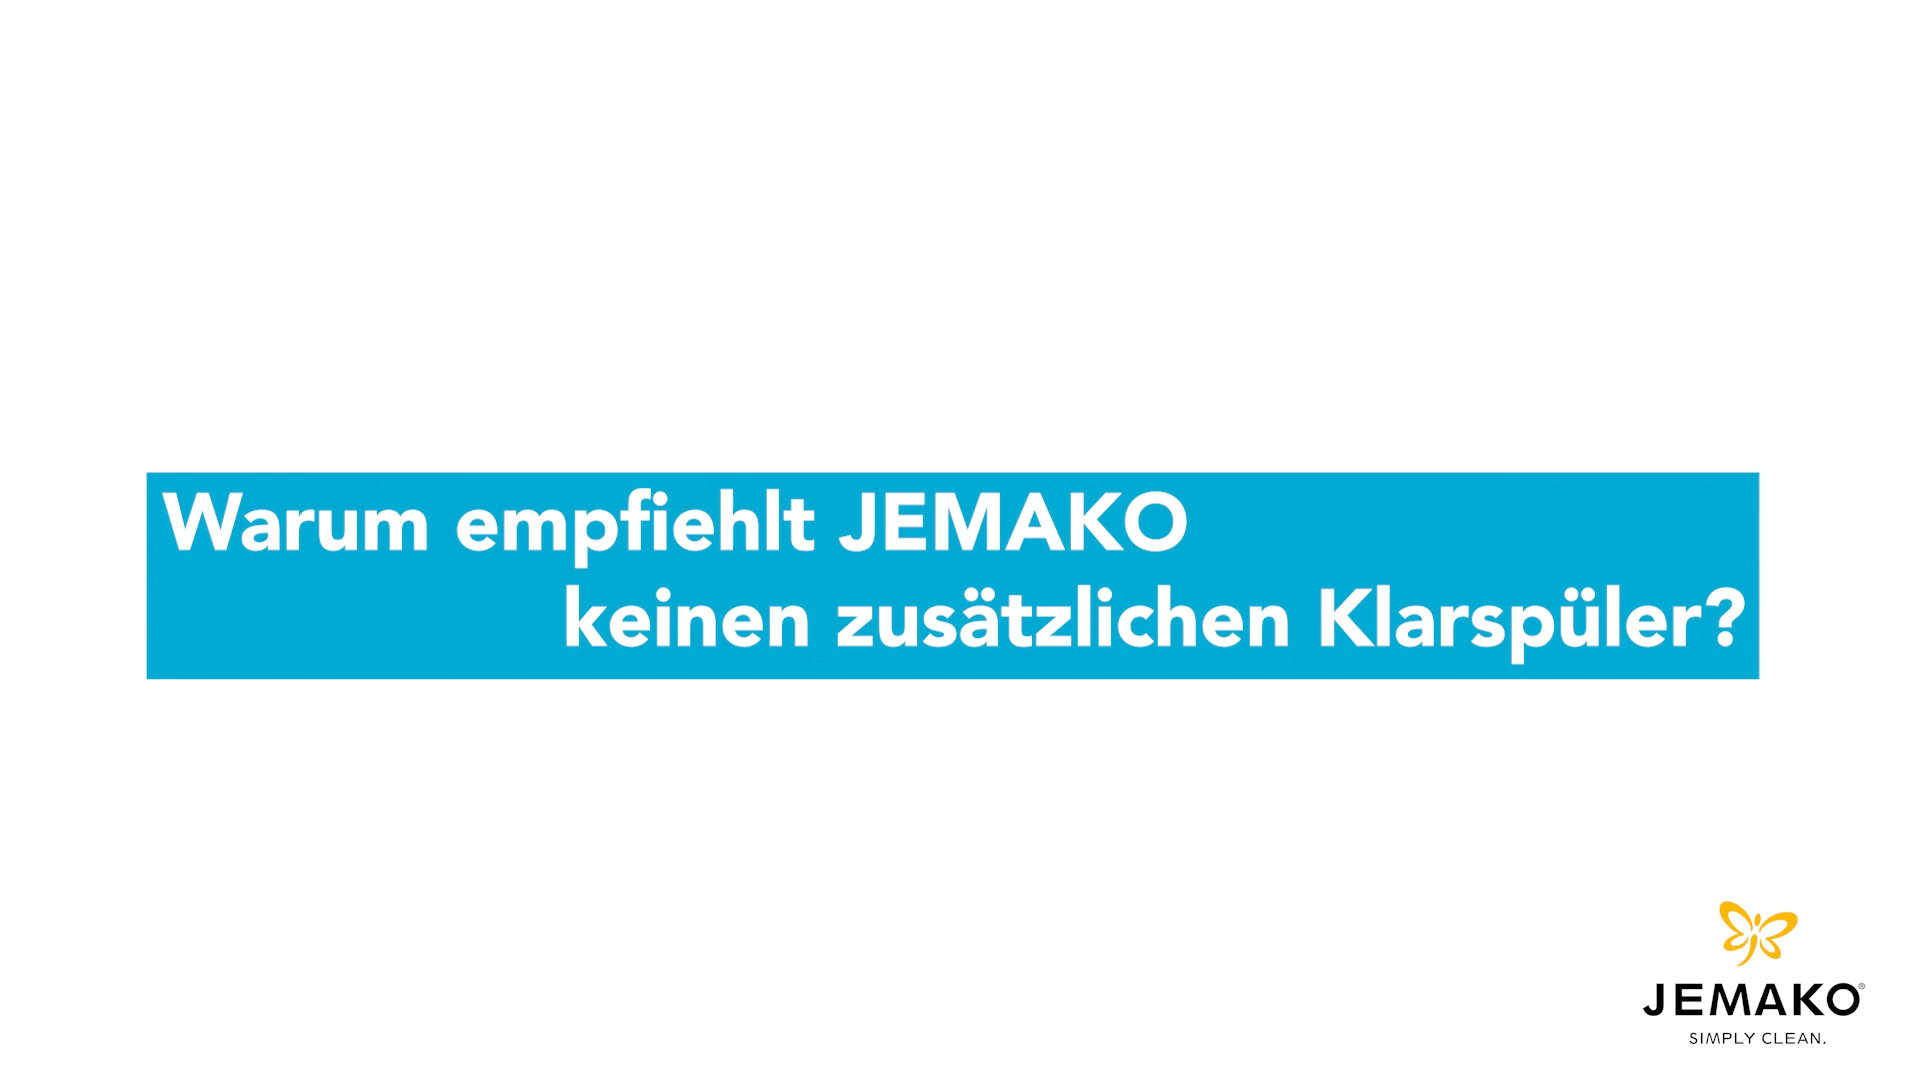 Warum empfiehlt JEMAKO
keinen zusätzlichen Klarspüler?
JEMAKO®
SIMPLY CLEAN.